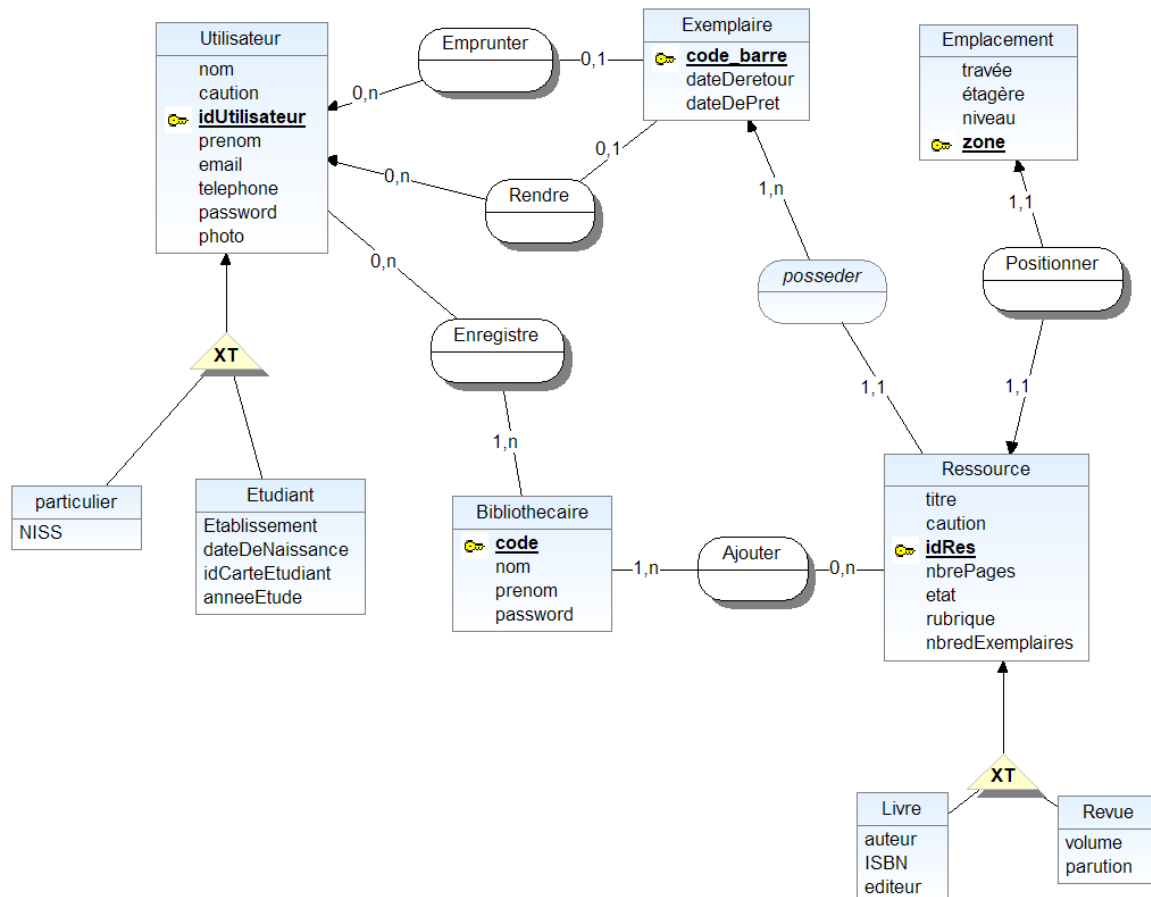 Utilisateur
nom
caution
idUtilisateur
prenom
email
telephone
password
photo
Emprunter
0,n
0,1
Exemplaire
code_barre
dateDeretour
dateDePret
Emplacement
travée
étagère
niveau
zone
0,n
Rendre
0,1
1,n
posseder
1,1
1,1
Positionner
1,1
0,n
Enregistre
1,n
XT
particulier
NISS
Etudiant
Etablissement
dateDeNaissance
idCarteEtudiant
anneeEtude
Bibliothecaire
code
nom
prenom
password
1,n
Ajouter
0,n
Ressource
titre
caution
idRes
nbrePages
etat
rubrique
nbredExemplaires
XT
Livre
auteur
ISBN
editeur
Revue
volume
parution